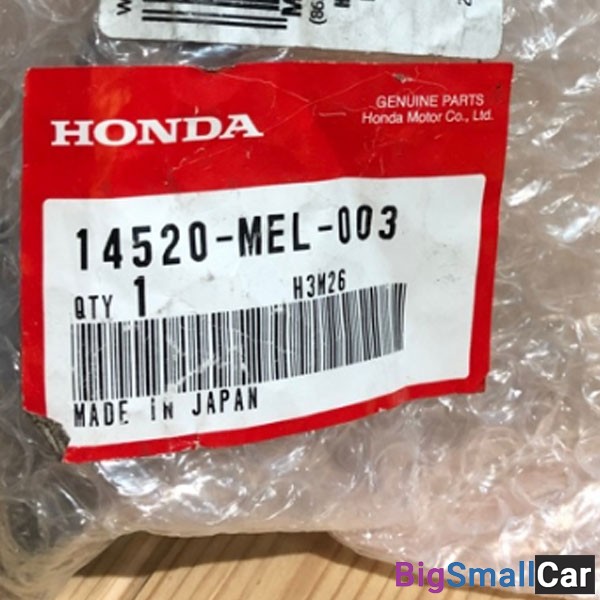 GENUINE PARTS
Honda Motor Co., Ltd.
HONDA
14520-MEL-003
QTY 1
H3M26
MADE IN JAPAN
BigSmallCar